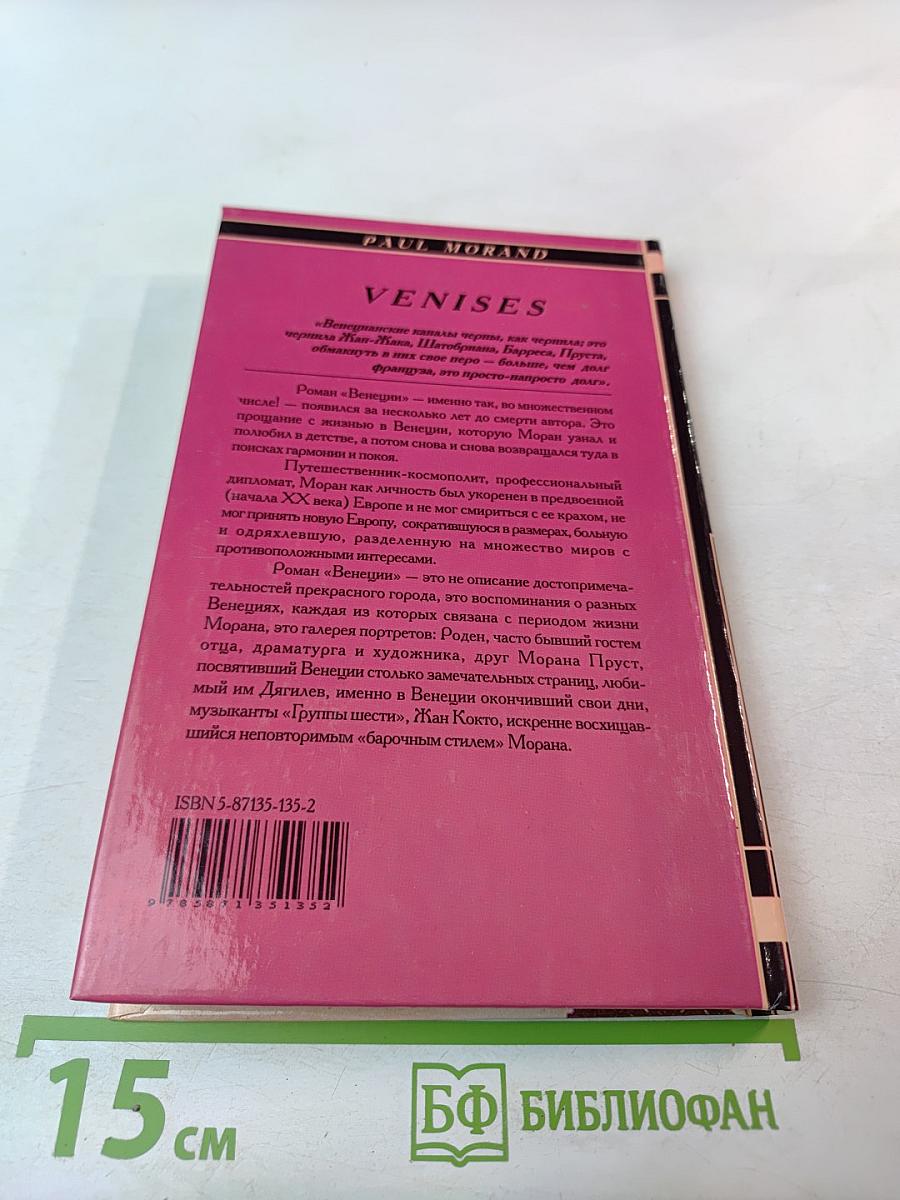 PAUL MORAND
VENISES
«Венецианские каналы черны, как чернила; это
чернила Жан-Жака, Шатобриана, Барреса, Пруста,
обмакнуть в них свое перо — больше, чем долг
француза, это просто-напросто долг».
Роман «Венеции» — именно так, во множественном
числе! — появился за несколько лет до смерти автора. Это
прощание с жизнью в Венеции, которую Моран узнал и
полюбил в детстве, а потом снова и снова возвращался туда в
поисках гармонии и покоя.
Путешественник-космополит, профессиональный
дипломат, Моран как личность был укоренен в предвоенной
(начала XX века) Европе и не мог смириться с ее крахом, не
мог принять новую Европу, сократившуюся в размерах, больную
и одряхлевшую, разделенную на множество миров с
противоположными интересами.
Роман «Венеции» — это не описание достопримеча-
тельностей прекрасного города, это воспоминания о разных
Венециях, каждая из которых связана с периодом жизни
Морана, это галерея портретов: Роден, часто бывший гостем
отца, драматурга и художника, друг Морана Пруст,
посвятивший Венеции столько замечательных страниц, люби-
мый им Дягилев, именно в Венеции окончивший свои дни,
музыканты «Группы шести», Жан Кокто, искренне восхищав-
шийся неповторимым «барочным стилем» Морана.
ISBN 5-87135-135-2
9 785871 351352
15 см
БФ БИБЛИОФАН